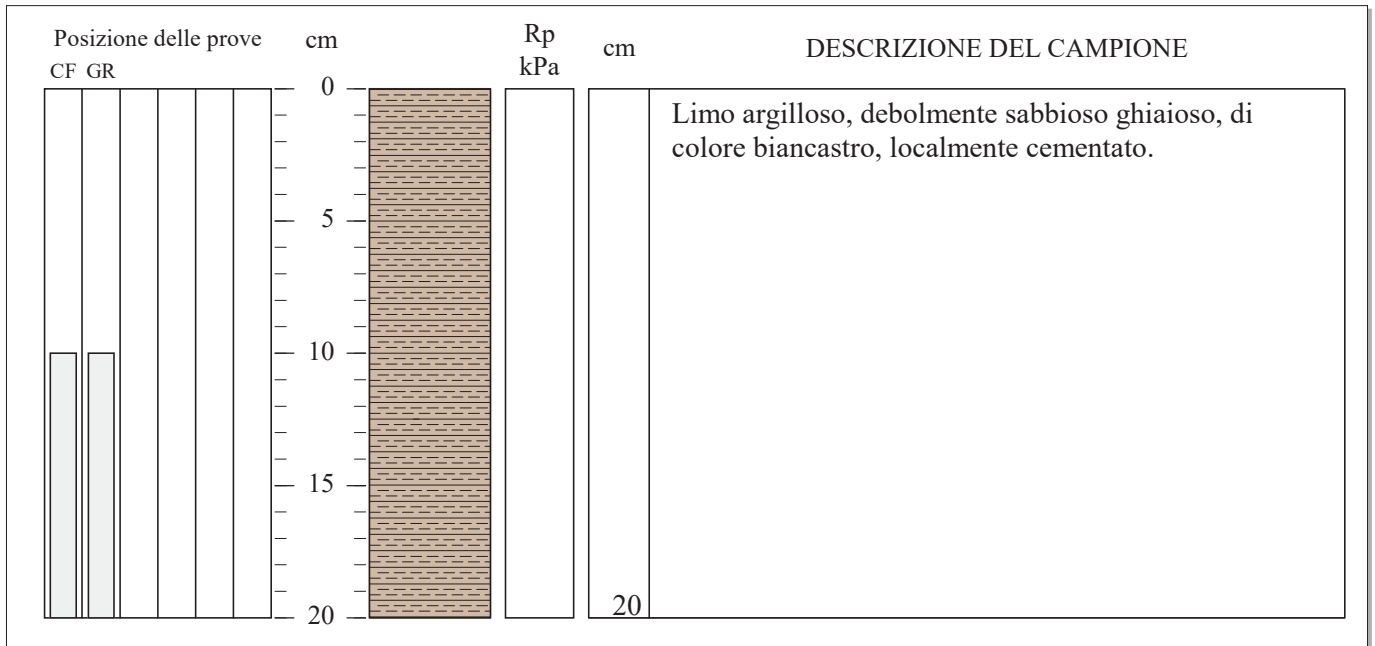 Posizione delle prove
CF GR
cm
Rp
kPa
cm
DESCRIZIONE DEL CAMPIONE
0
5
10
15
20
20
Limo argilloso, debolmente sabbioso ghiaioso, di
colore biancastro, localmente cementato.